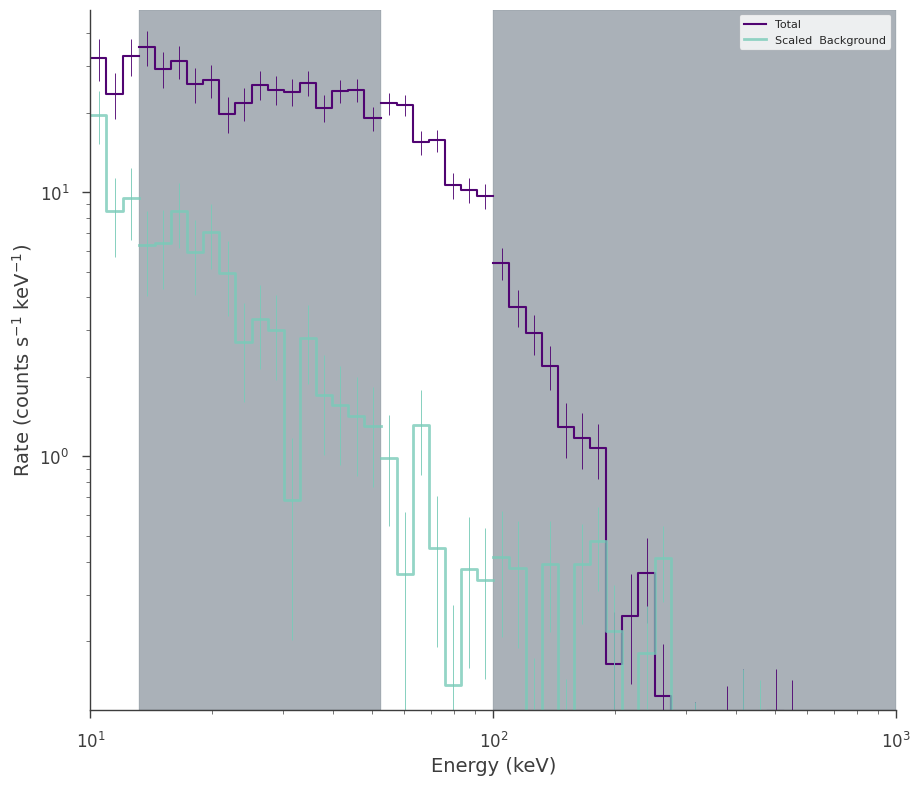 Total
Scaled Background
Rate (counts s⁻¹ keV⁻¹)
10¹
10⁰
10¹
10²
10³
Energy (keV)